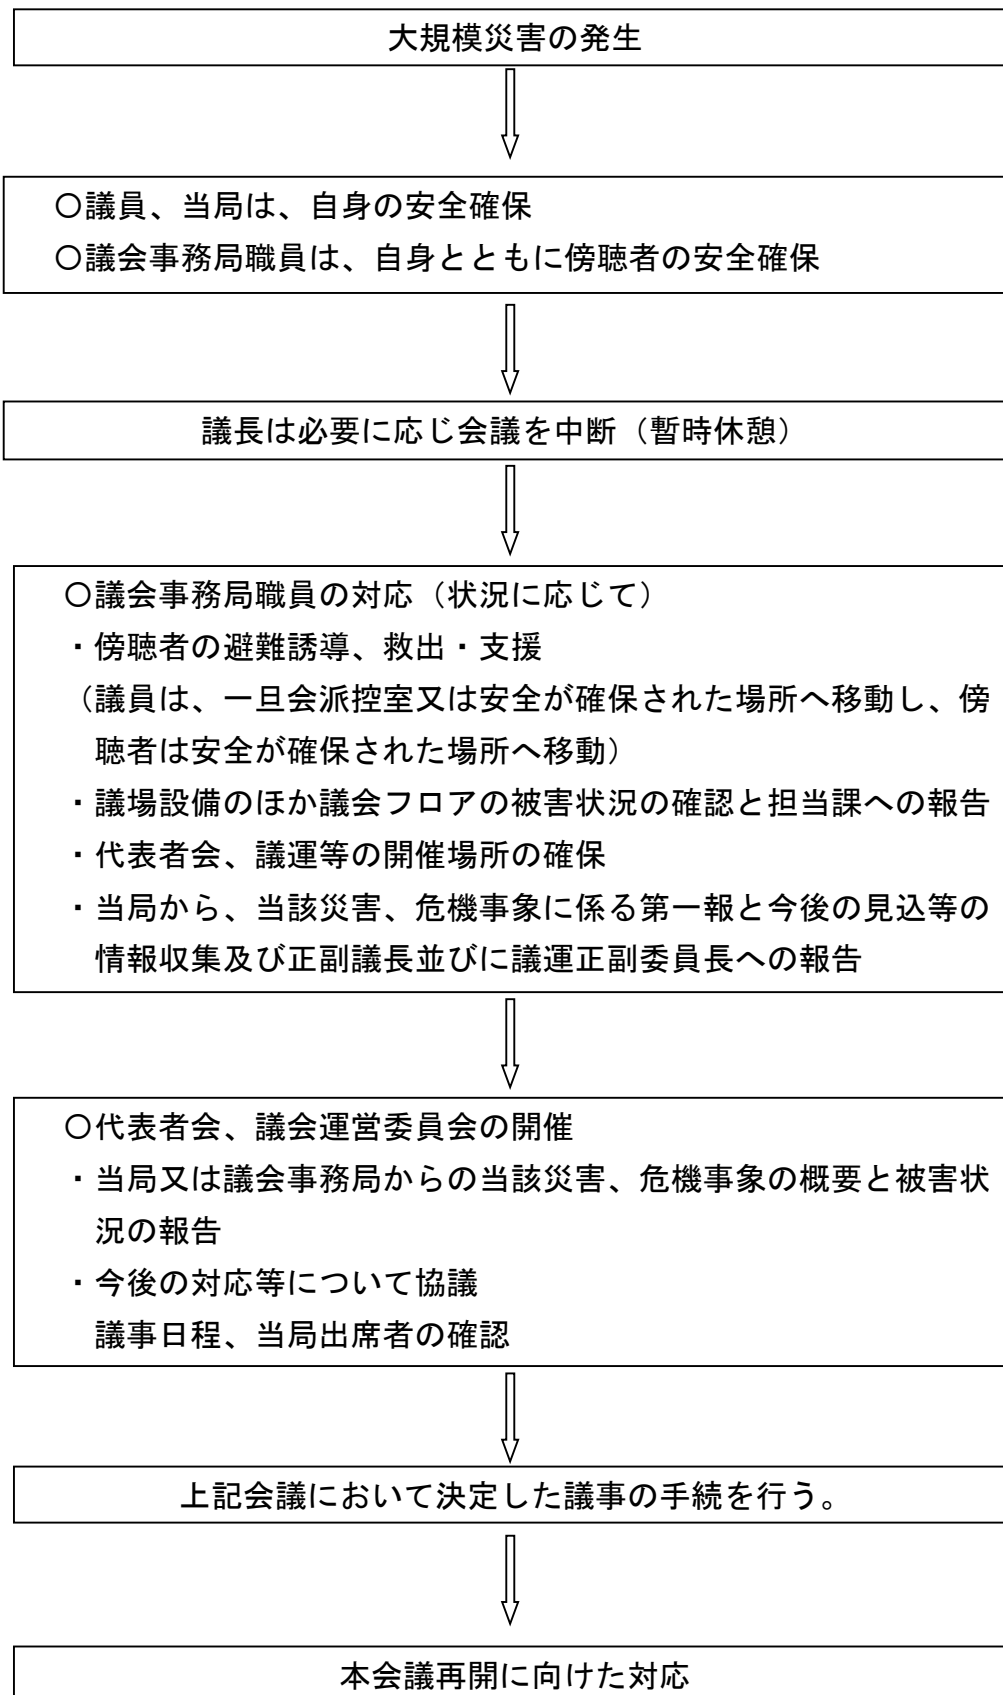 大規模災害の発生
○議員、当局は、自身の安全確保
○議会事務局職員は、自身とともに傍聴者の安全確保
議長は必要に応じ会議を中断（暫時休憩）
○議会事務局職員の対応（状況に応じて）
・傍聴者の避難誘導、救出・支援
（議員は、一旦会派控室又は安全が確保された場所へ移動し、傍
聴者は安全が確保された場所へ移動）
・議場設備のほか議会フロアの被害状況の確認と担当課への報告
・代表者会、議運等の開催場所の確保
・当局から、当該災害、危機事象に係る第一報と今後の見込等の
情報収集及び正副議長並びに議運正副委員長への報告
○代表者会、議会運営委員会の開催
・当局又は議会事務局からの当該災害、危機事象の概要と被害状
況の報告
・今後の対応等について協議
議事日程、当局出席者の確認
上記会議において決定した議事の手続を行う。
本会議再開に向けた対応